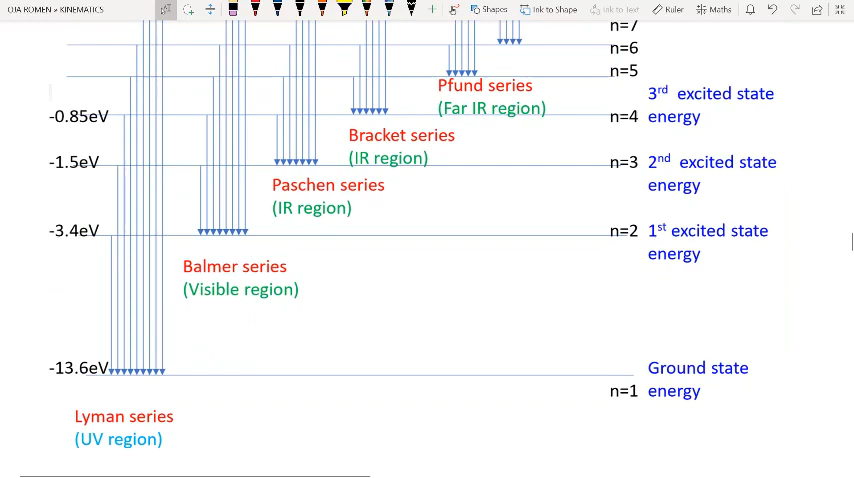 OJA ROMEN » KINEMATICS
Shapes
Ink to Shape
Ink to Text
Ruler
Maths
n=7
n=6
n=5
Pfund series
(Far IR region)
3rd excited state
energy
-0.85eV
n=4
Bracket series
(IR region)
-1.5eV
n=3
2nd excited state
energy
Paschen series
(IR region)
-3.4eV
n=2
1st excited state
energy
Balmer series
(Visible region)
-13.6eV
Ground state
energy
n=1
Lyman series
(UV region)